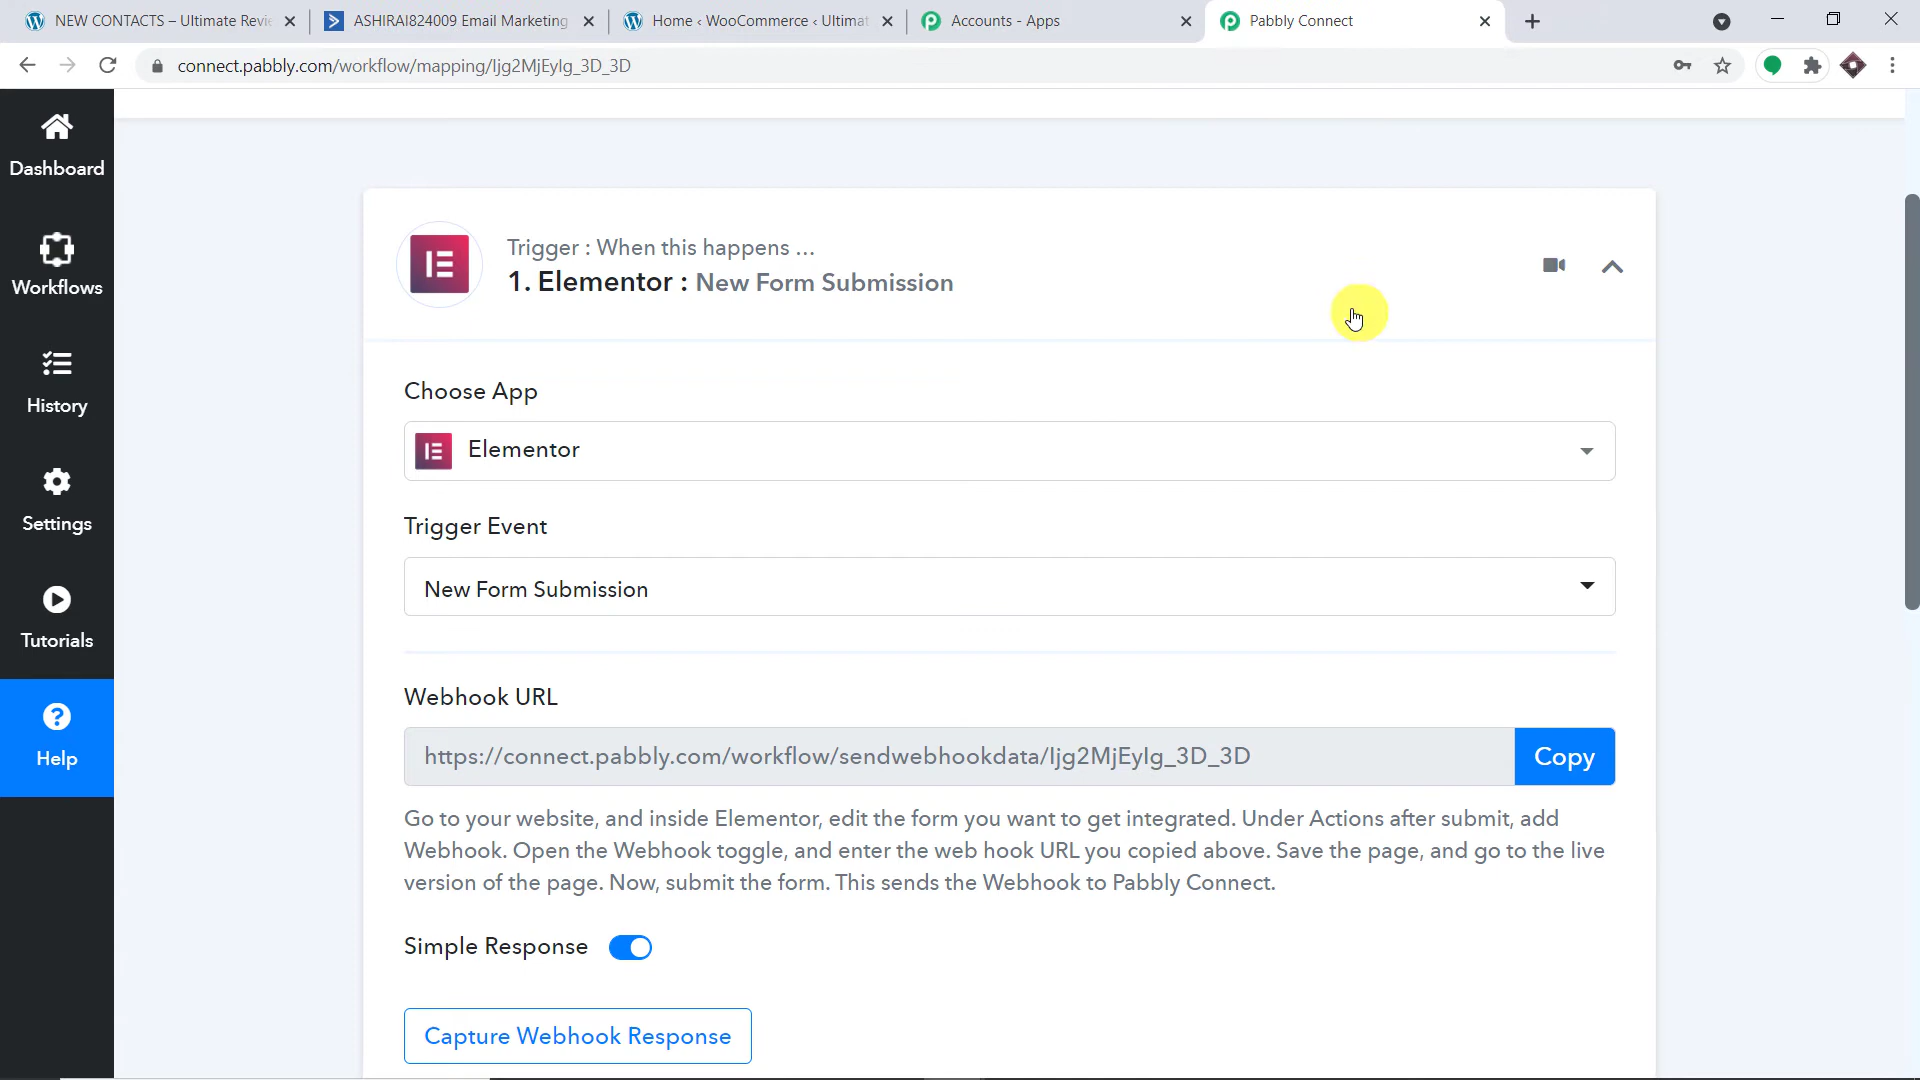 NEW CONTACTS – Ultimate Revie
ASHIRAI824009 Email Marketing
Home ‹ WooCommerce ‹ Ultimat
Accounts - Apps
Pabbly Connect
connect.pabbly.com/workflow/mapping/Ijg2MjEyIg_3D_3D
Dashboard
Workflows
History
Settings
Tutorials
Help
Trigger : When this happens ...
1. Elementor : New Form Submission
Choose App
Elementor
Trigger Event
New Form Submission
Webhook URL
https://connect.pabbly.com/workflow/sendwebhookdata/Ijg2MjEyIg_3D_3D
Copy
Go to your website, and inside Elementor, edit the form you want to get integrated. Under Actions after submit, add
Webhook. Open the Webhook toggle, and enter the web hook URL you copied above. Save the page, and go to the live
version of the page. Now, submit the form. This sends the Webhook to Pabbly Connect.
Simple Response
Capture Webhook Response